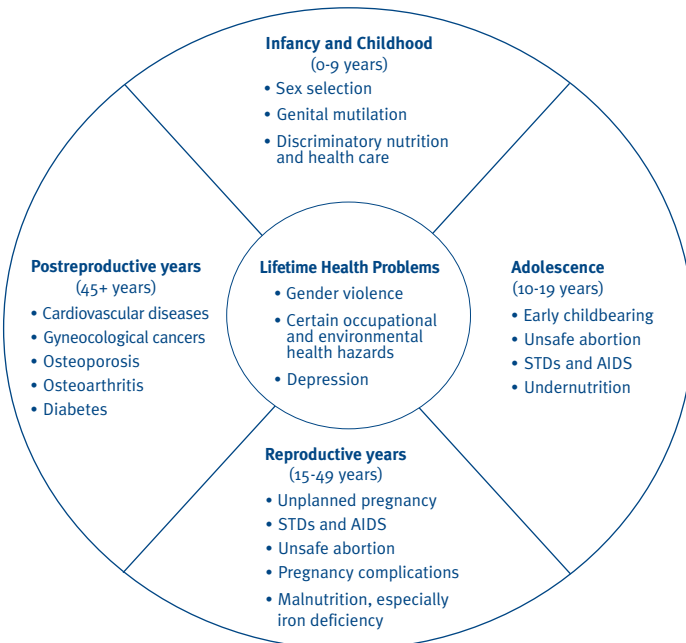 Infancy and Childhood
(0-9 years)
• Sex selection
• Genital mutilation
• Discriminatory nutrition
and health care
Postreproductive years
(45+ years)
• Cardiovascular diseases
• Gyneocological cancers
• Osteoporosis
• Osteoarthritis
• Diabetes
Lifetime Health Problems
• Gender violence
• Certain occupational
and environmental
health hazards
• Depression
Adolescence
(10-19 years)
• Early childbearing
• Unsafe abortion
• STDs and AIDS
• Undernutrition
Reproductive years
(15-49 years)
• Unplanned pregnancy
• STDs and AIDS
• Unsafe abortion
• Pregnancy complications
• Malnutrition, especially
iron deficiency